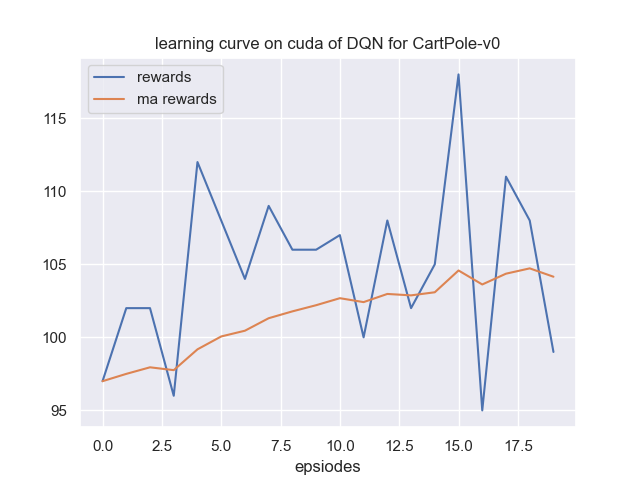 learning curve on cuda of DQN for CartPole-v0
rewards
ma rewards
115
110
105
100
95
0.0 2.5 5.0 7.5 10.0 12.5 15.0 17.5
epsiodes